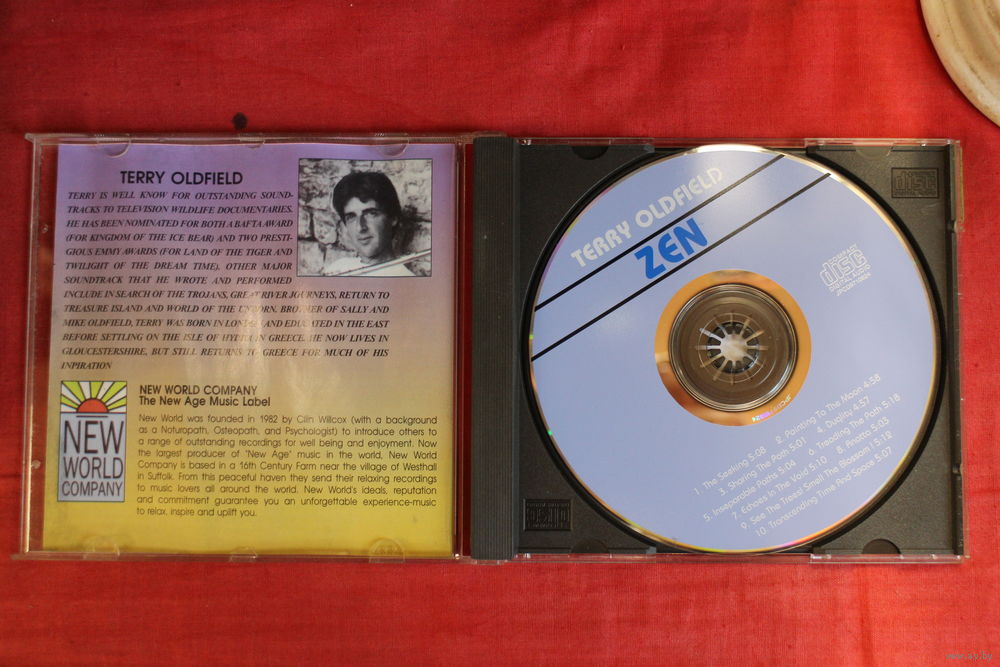 TERRY OLDFIELD
TERRY IS WELL KNOW FOR OUTSTANDING SOUND-
TRACKS TO TELEVISION WILDLIFE DOCUMENTARIES.
HE HAS BEEN NOMINATED FOR BOTH A BAFTA AWARD
(FOR KINGDOM OF THE ICE BEAR) AND TWO PRESTI-
GIOUS EMMY AWARDS (FOR LAND OF THE TIGER AND
TWILIGHT OF THE DREAM TIME). OTHER MAJOR
SOUNDTRACK THAT HE WROTE AND PERFORMED
INCLUDE IN SEARCH OF THE TROJANS, GREAT RIVER JOURNEYS, RETURN TO
TREASURE ISLAND AND WORLD OF THE UNBORN. BROTHER OF SALLY AND
MIKE OLDFIELD, TERRY WAS BORN IN LONDON AND EDUCATED IN THE EAST
BEFORE SETTLING ON THE ISLE OF HYDRA IN GREECE. HE NOW LIVES IN
GLOUCESTERSHIRE, BUT STILL RETURNS TO GREECE FOR MUCH OF HIS
INPIRATION
NEW
WORLD
COMPANY
NEW WORLD COMPANY
The New Age Music Label
New World was founded in 1982 by Clin Willcox (with a background
as a Noturopath, Osteopath, and Psychologist) to introduce others to
a range of outstanding recordings for well being and enjoyment. Now
the largest producer of "New Age" music in the world, New World
Company is based in a 16th Century Farm near the village of Westhall
in Suffolk. From this peaceful haven they send their relaxing recordings
to music lovers all around the world. New World's ideals, reputation
and commitment guarantee you an unforgettable experience-music
to relax, inspire and uplift you.
TERRY OLDFIELD
ZEN
COMPACT
disc
DIGITAL AUDIO
1. The Seeking 5:08 2. Pointing To The Moon 4:58
3. Sharing The Path 5:01 4. Duality 4:57
5. Inseparable Paths 5:04 6. Treading The Path 5:18
7. Echoes In The Void 5:10 8. Anatta 5:03
9. See The Trees! Smell The Blossom! 5:12
10. Transcending Time And Space 5:07
disc
disc